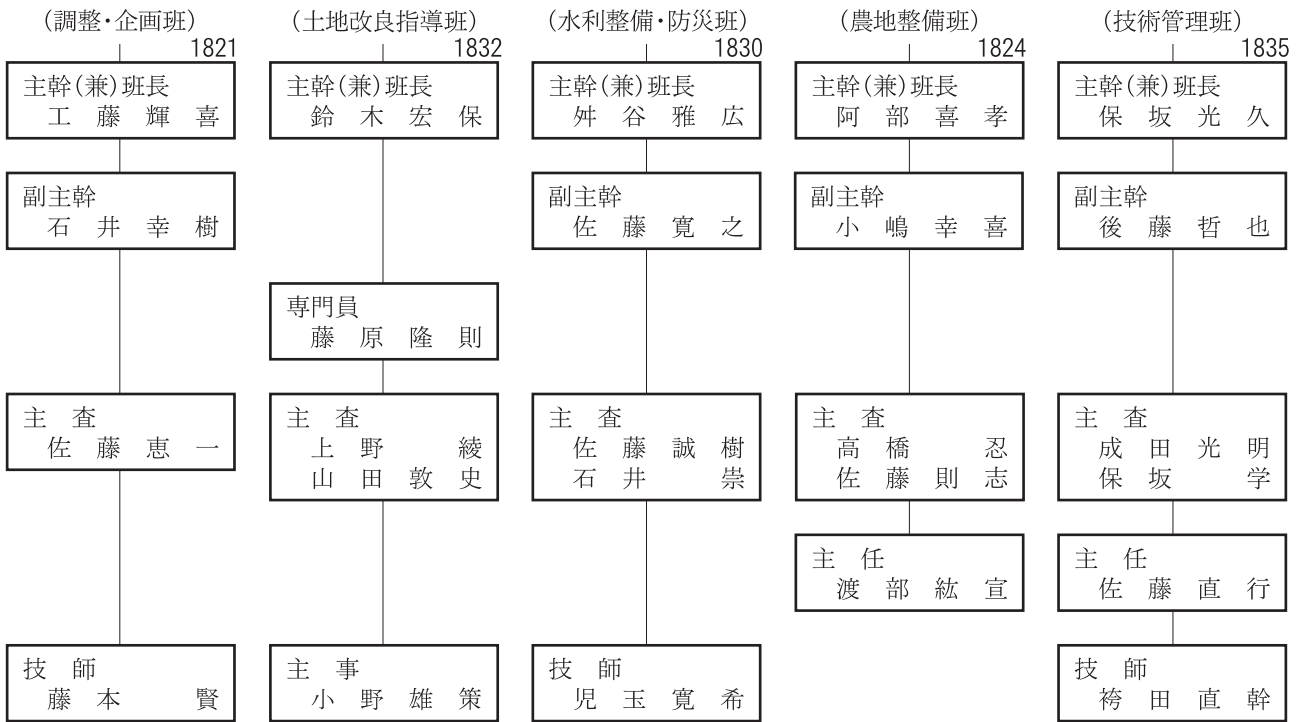 (調整・企画班)
1821
主幹(兼)班長
工藤輝喜
副主幹
石井幸樹
主査
佐藤恵一
技師
藤本賢
(土地改良指導班)
1832
主幹(兼)班長
鈴木宏保
専門員
藤原隆則
主査
上野綾
山田敦史
主事
小野雄策
(水利整備・防災班)
1830
主幹(兼)班長
舛谷雅広
副主幹
佐藤寛之
主査
佐藤誠樹
石井崇
技師
児玉寛希
(農地整備班)
1824
主幹(兼)班長
阿部喜孝
副主幹
小嶋幸喜
主査
高橋忍
佐藤則志
主任
渡部紘宣
(技術管理班)
1835
主幹(兼)班長
保坂光久
副主幹
後藤哲也
主査
成田光明
保坂学
主任
佐藤直行
技師
袴田直幹